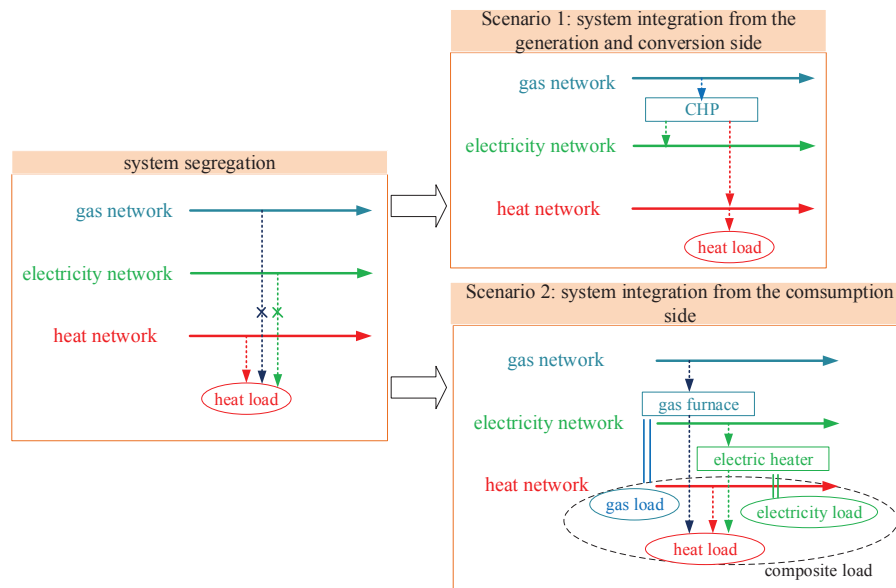 system segregation
gas network
electricity network
heat network
heat load
Scenario 1: system integration from the
generation and conversion side
gas network
CHP
electricity network
heat network
heat load
Scenario 2: system integration from the comsumption
side
gas network
gas furnace
electricity network
electric heater
heat network
gas load
electricity load
heat load
composite load